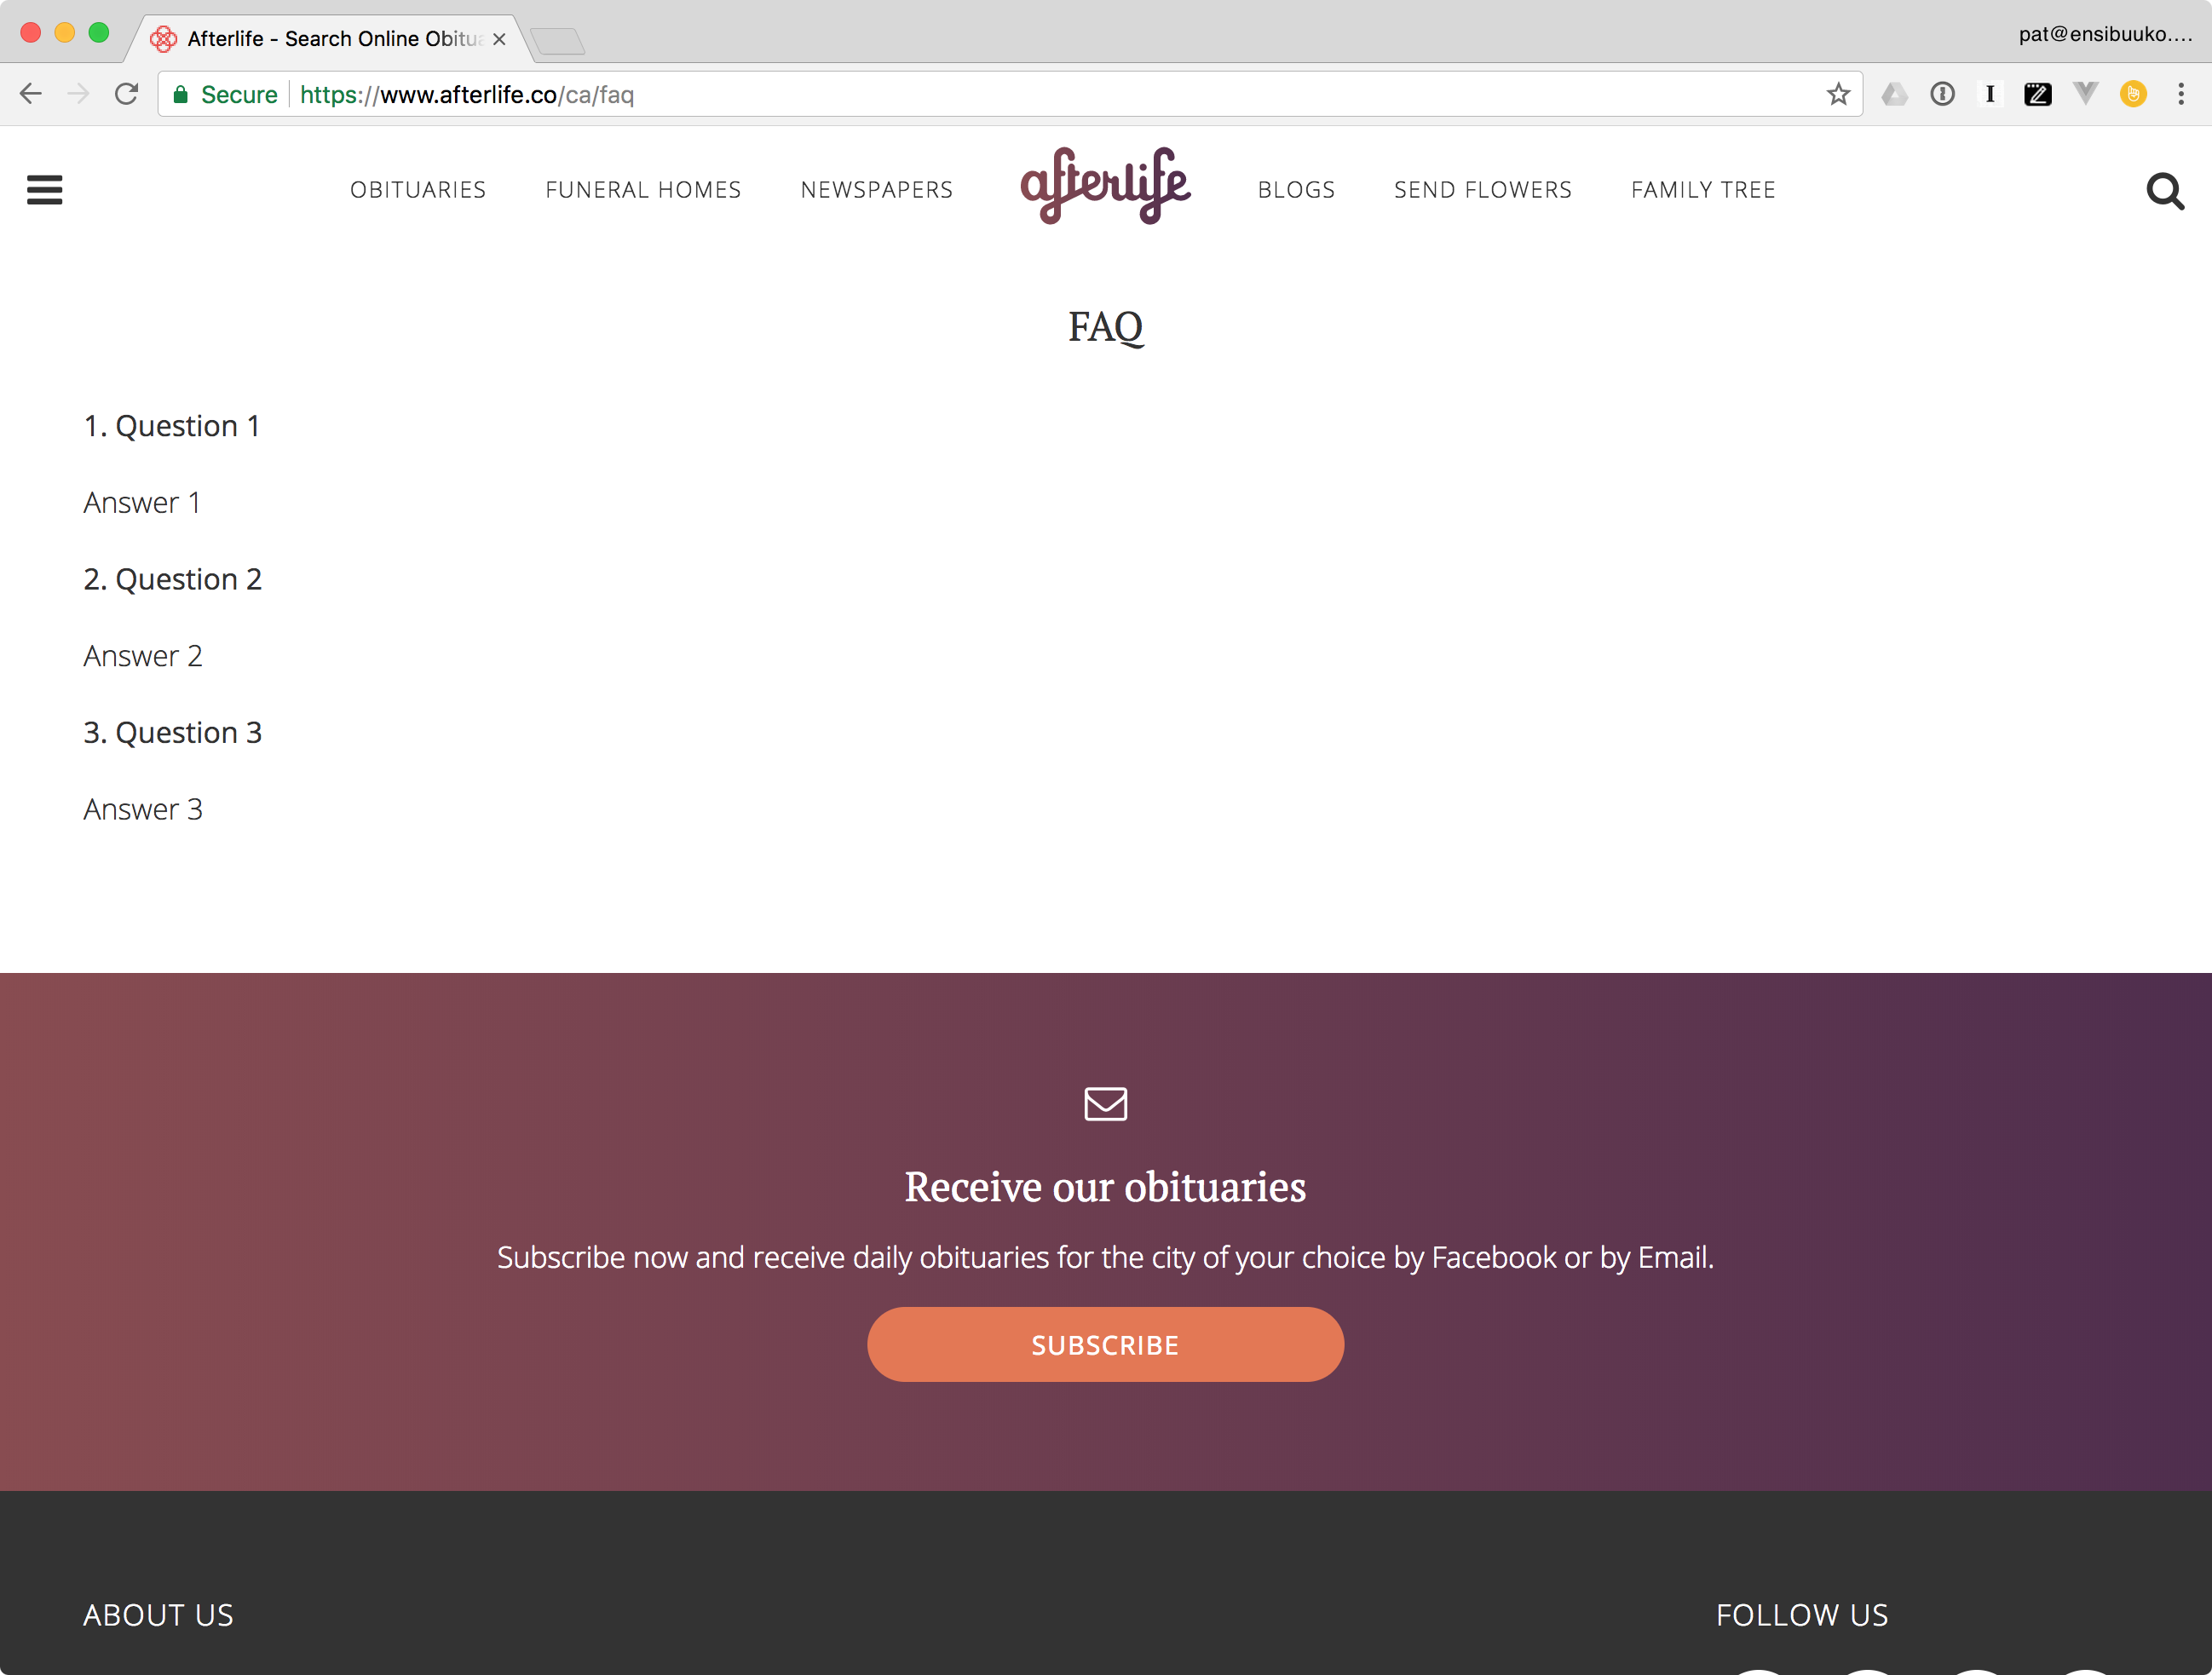 Afterlife - Search Online Obitua
pat@ensibuuko....
Secure https://www.afterlife.co/ca/faq
OBITUARIES FUNERAL HOMES NEWSPAPERS afterlife BLOGS SEND FLOWERS FAMILY TREE
FAQ
1. Question 1
Answer 1
2. Question 2
Answer 2
3. Question 3
Answer 3
Receive our obituaries
Subscribe now and receive daily obituaries for the city of your choice by Facebook or by Email.
SUBSCRIBE
ABOUT US FOLLOW US